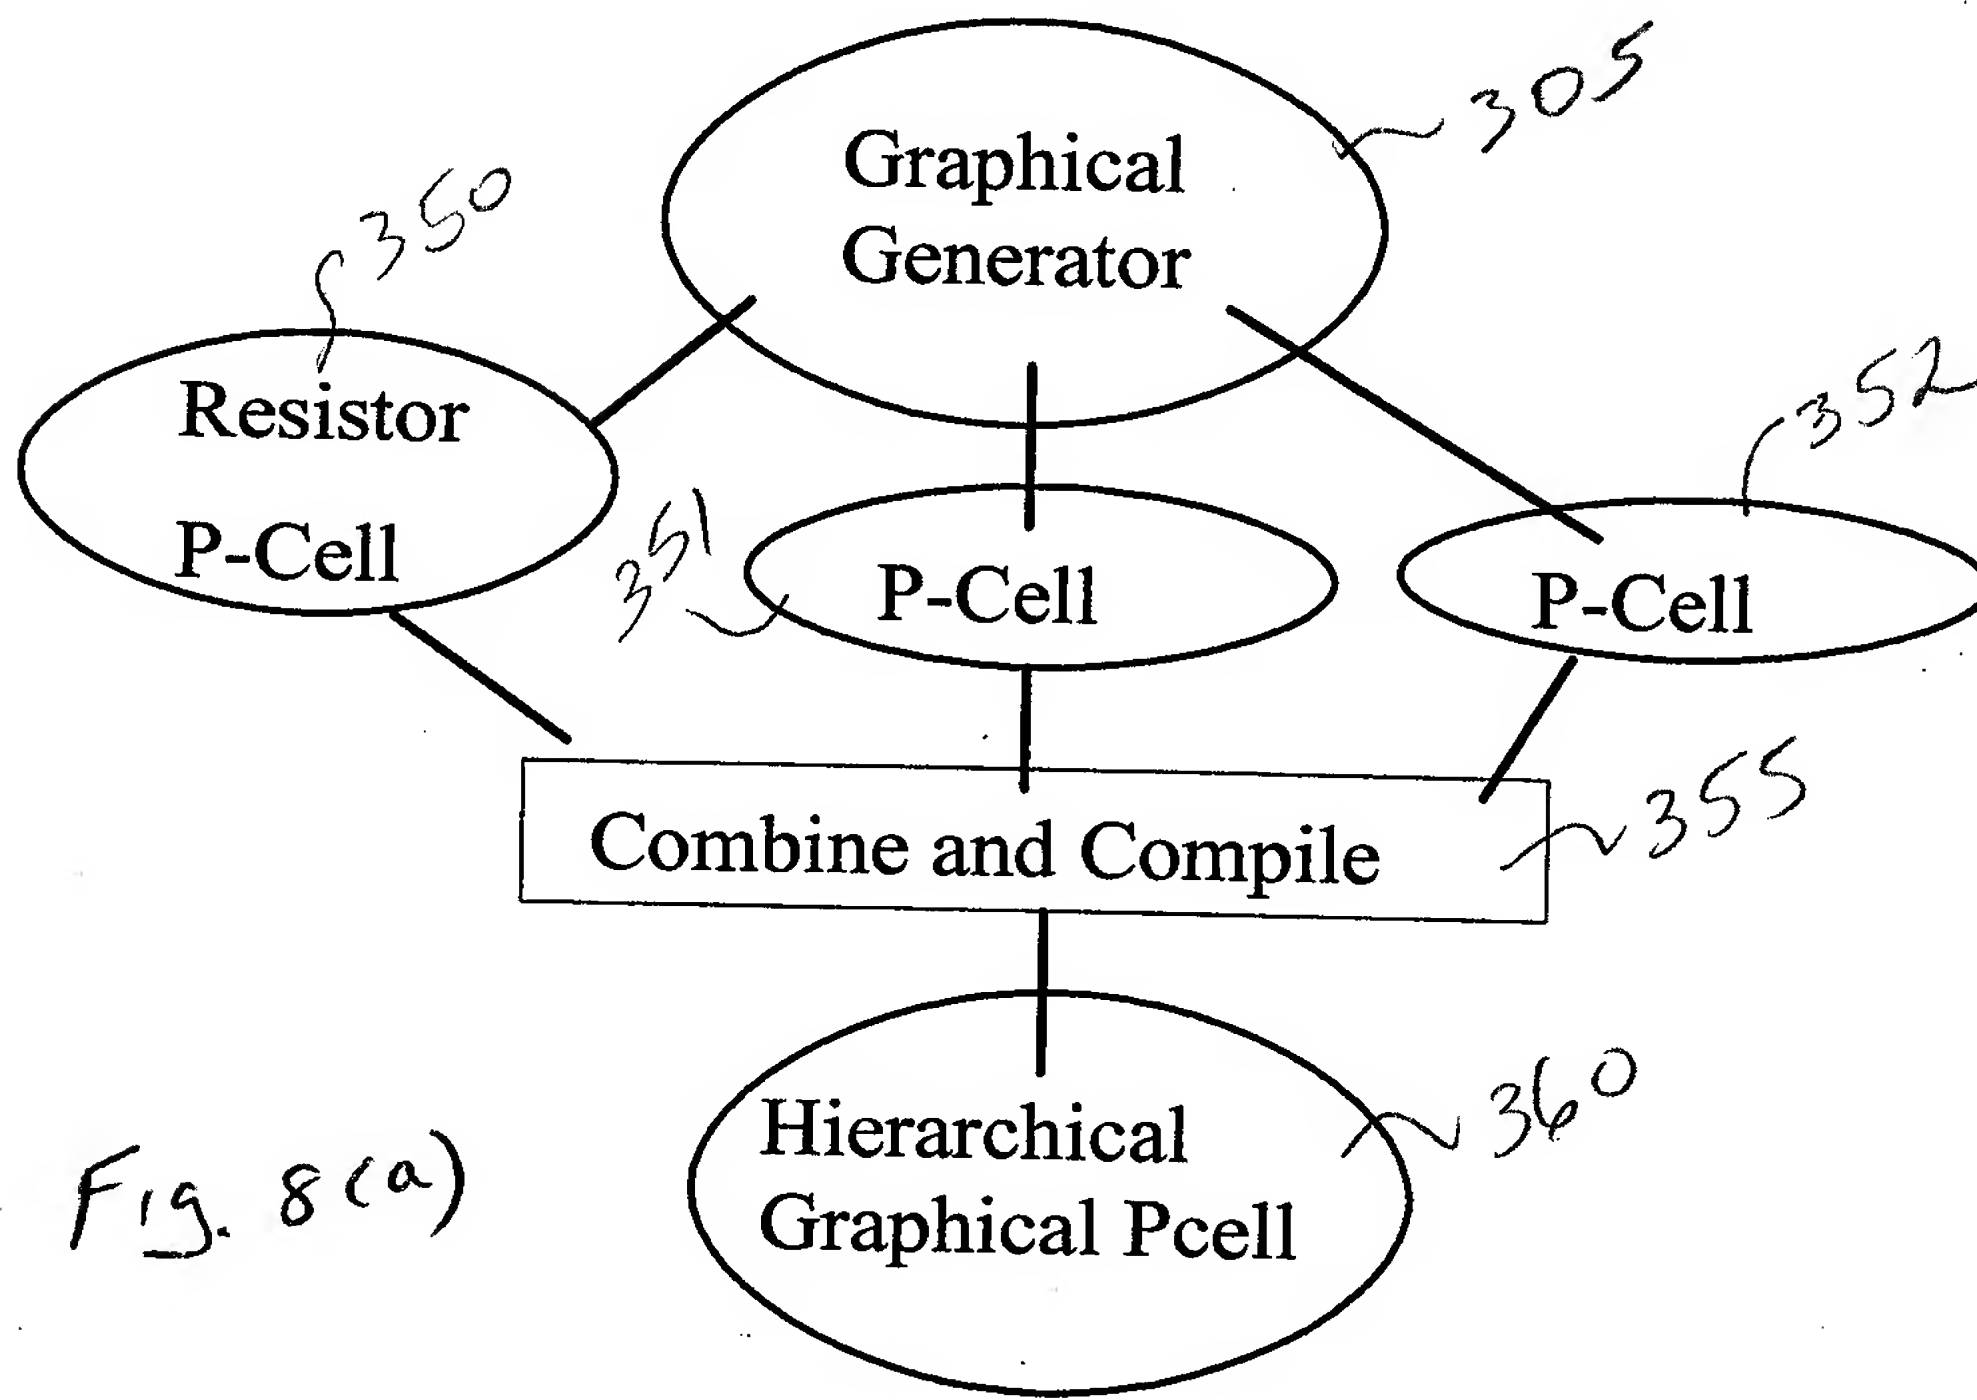 Graphical
Generator
305
350
Resistor
P-Cell
351
P-Cell
352
P-Cell
Combine and Compile
355
Hierarchical
Graphical Pcell
360
Fig. 8(a)